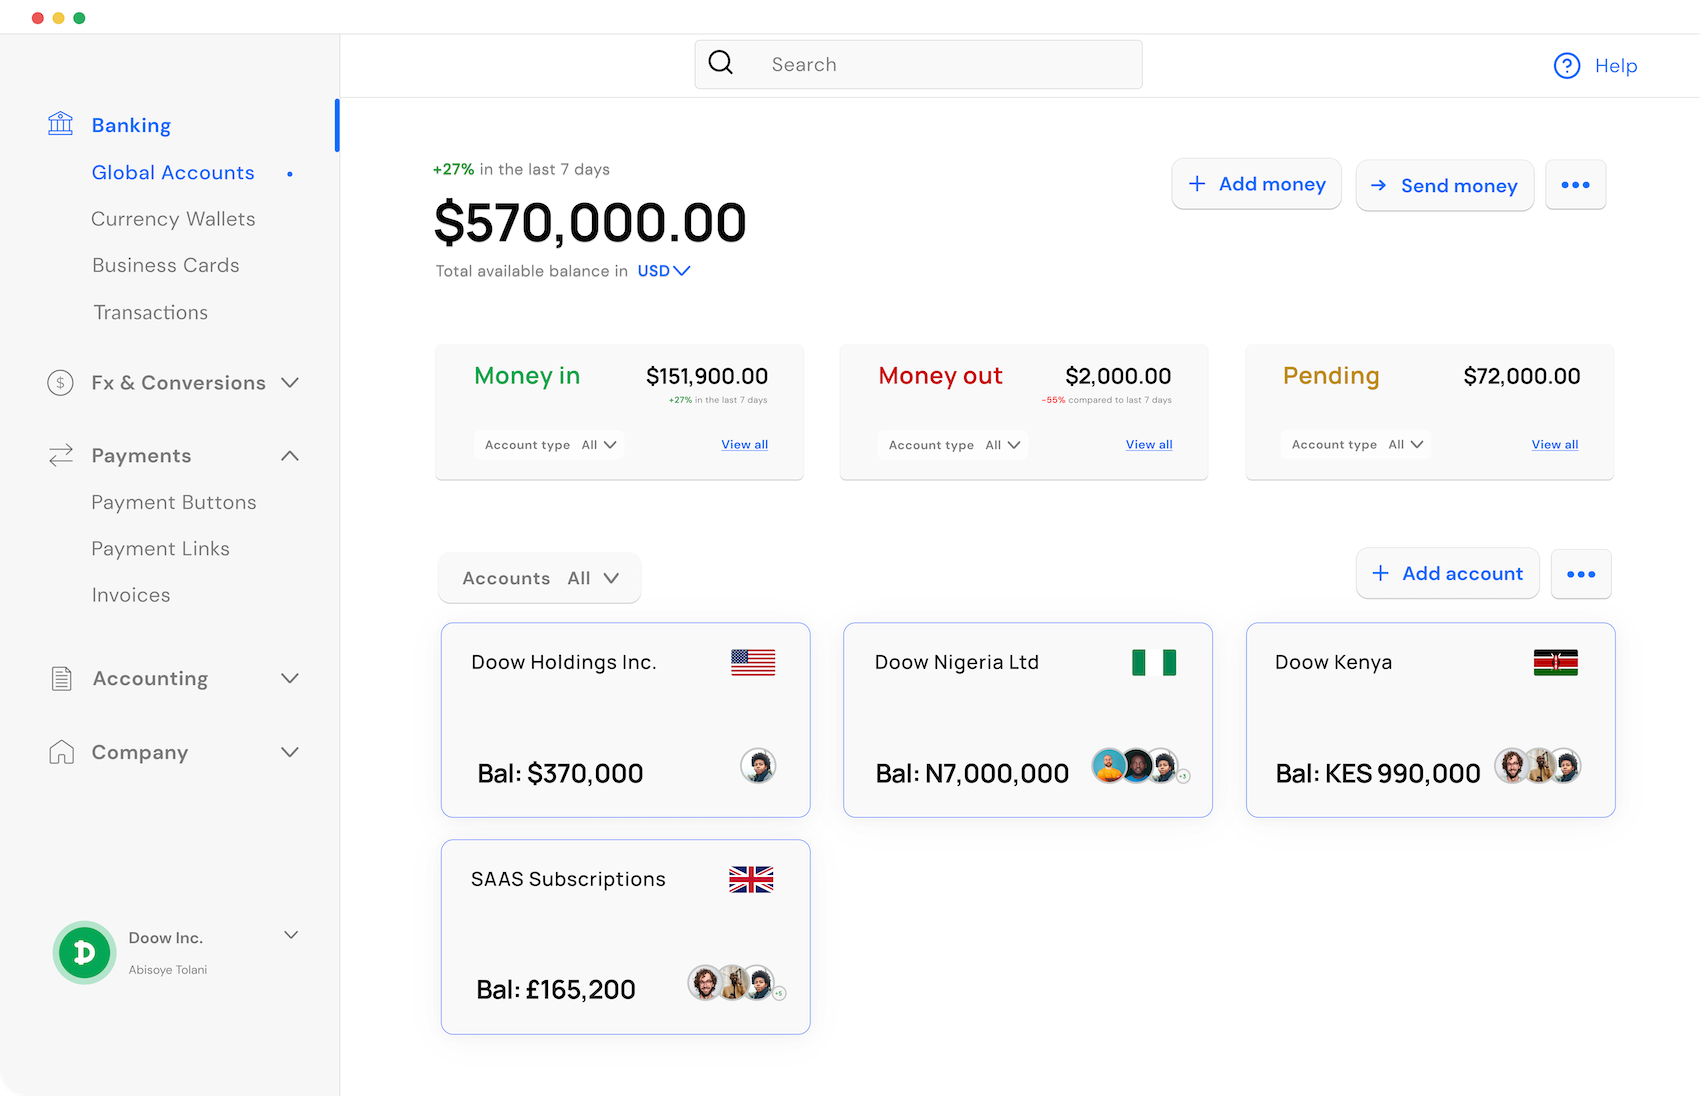 Search
Help
Banking
Global Accounts
Currency Wallets
Business Cards
Transactions
Fx & Conversions
Payments
Payment Buttons
Payment Links
Invoices
Accounting
Company
Doow Inc.
Abisoye Tolani
+27% in the last 7 days
$570,000.00
Total available balance in USD
Add money
Send money
Money in $151,900.00
+27% in the last 7 days
Account type All View all
Money out $2,000.00
-55% compared to last 7 days
Account type All View all
Pending $72,000.00
Account type All View all
Accounts All
Add account
Doow Holdings Inc.
Bal: $370,000
Doow Nigeria Ltd
Bal: N7,000,000
+3
Doow Kenya
Bal: KES 990,000
SAAS Subscriptions
Bal: £165,200
+5